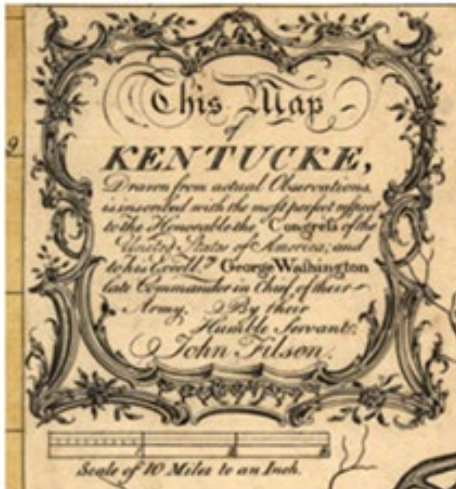 This Map
of
KENTUCKE,
Drawn from actual Observations,
is inscribed with the most perfect respect
to the Honorable the Congreſs of the
United States of America; and
to his Excell.cy George Washington
late Commander in Chief of their
Army. By their
Humble Servant,
John Filson.
Scale of 10 Miles to an Inch.
9